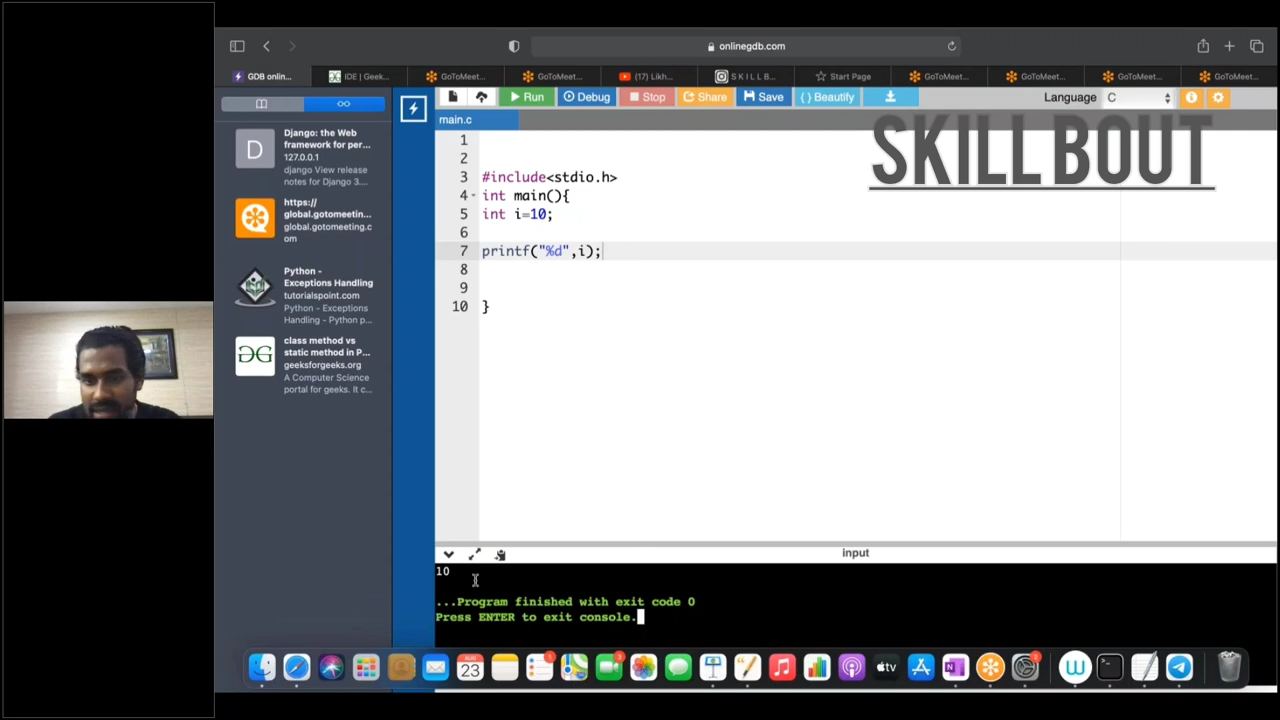 onlinegdb.com
GDB onlin...
IDE | Geek...
GoToMeet...
GoToMeet...
(17) Likh...
S K I L L B...
Start Page
GoToMeet...
GoToMeet...
GoToMeet...
GoToMeet...
Run
Debug
Stop
Share
Save
{ } Beautify
Language
C
main.c
SKILL BOUT
D
Django: the Web
framework for per...
127.0.0.1
django View release
notes for Django 3....
https://
global.gotomeetin...
global.gotomeeting.c
om
Python -
Exceptions Handling
tutorialspoint.com
Python - Exceptions
Handling - Python p...
class method vs
static method in P...
geeksforgeeks.org
A Computer Science
portal for geeks. It c...
1
2
3 #include<stdio.h>
4 int main(){
5 int i=10;
6
7 printf("%d",i);
8
9
10 }
input
10
...Program finished with exit code 0
Press ENTER to exit console.
AUG
23
1
3
tv
W